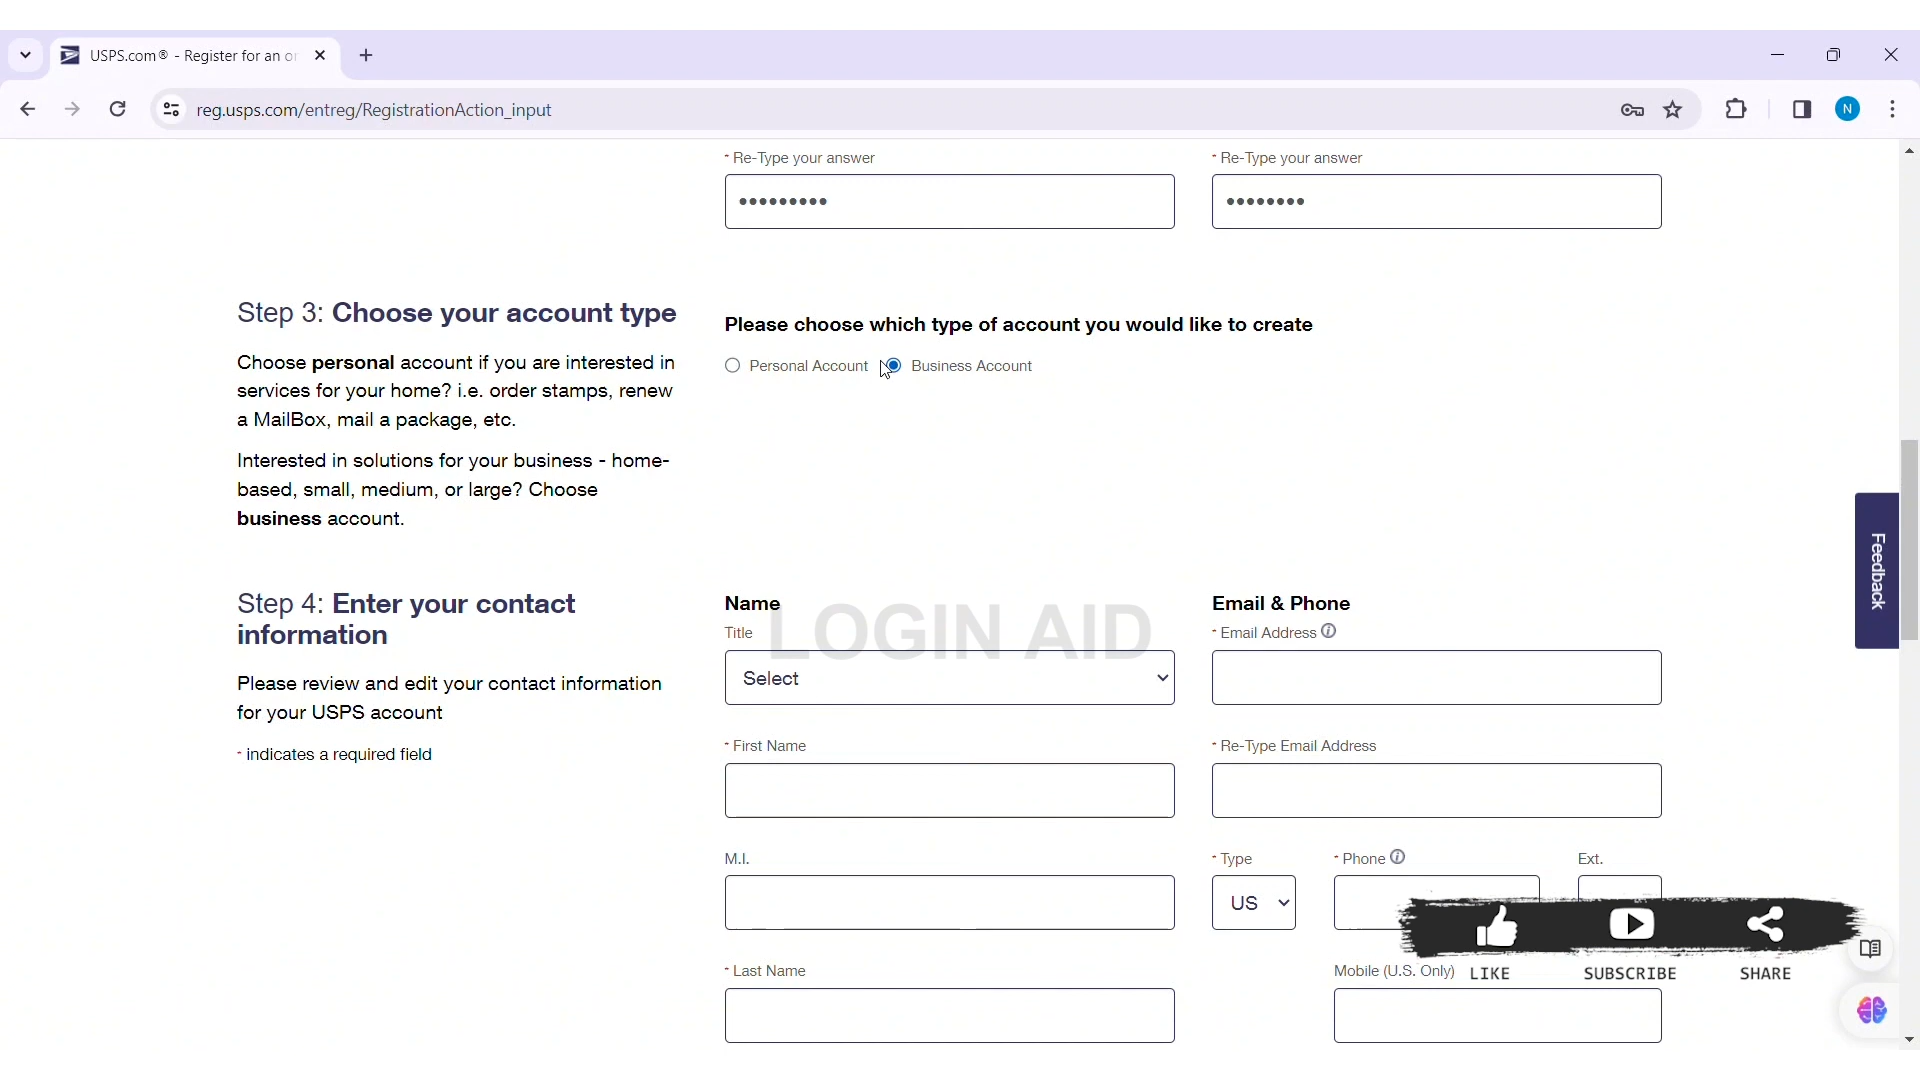 USPS.com® - Register for an or
reg.usps.com/entreg/RegistrationAction_input
N
* Re-Type your answer
* Re-Type your answer
•••••••••
••••••••
Step 3: Choose your account type
Please choose which type of account you would like to create
Personal Account
Business Account
Choose personal account if you are interested in
services for your home? i.e. order stamps, renew
a MailBox, mail a package, etc.
Interested in solutions for your business - home-
based, small, medium, or large? Choose
business account.
Feedback
Step 4: Enter your contact
information
Please review and edit your contact information
for your USPS account
* indicates a required field
Name
Title
LOGIN AID
Select
* First Name
M.I.
* Last Name
Email & Phone
* Email Address
* Re-Type Email Address
* Type
* Phone
Ext.
US
Mobile (U.S. Only)
LIKE
SUBSCRIBE
SHARE